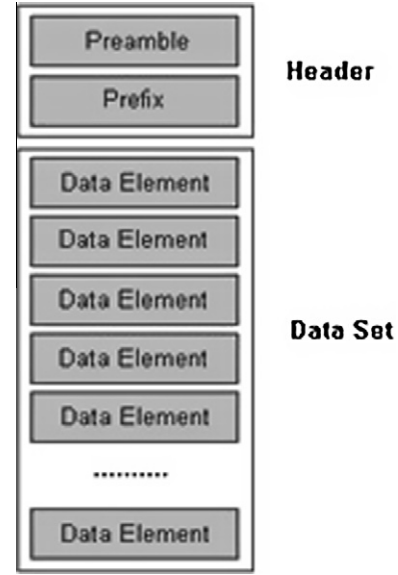 Preamble
Header
Prefix
Data Element
Data Element
Data Element
Data Set
Data Element
Data Element
..........
Data Element